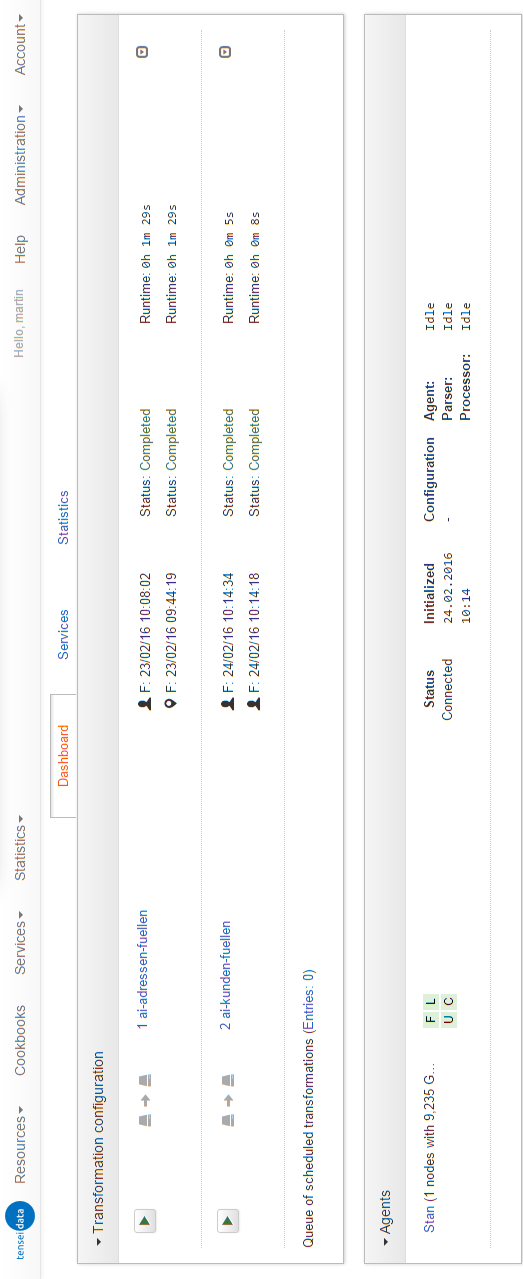 tenseidata Resources Cookbooks Services Statistics Hello, martin Help Administration Account
Dashboard Services Statistics
Transformation configuration
1 ai-adressen-fuellen F: 23/02/16 10:08:02 Status: Completed Runtime: 0h 1m 29s
F: 23/02/16 09:44:19 Status: Completed Runtime: 0h 1m 29s
2 ai-kunden-fuellen F: 24/02/16 10:14:34 Status: Completed Runtime: 0h 0m 5s
F: 24/02/16 10:14:18 Status: Completed Runtime: 0h 0m 8s
Queue of scheduled transformations (Entries: 0)
Agents
Stan (1 nodes with 9,235 G... F L Status Initialized Configuration Agent: Idle
U C Connected 24.02.2016 - Parser: Idle
10:14 Processor: Idle